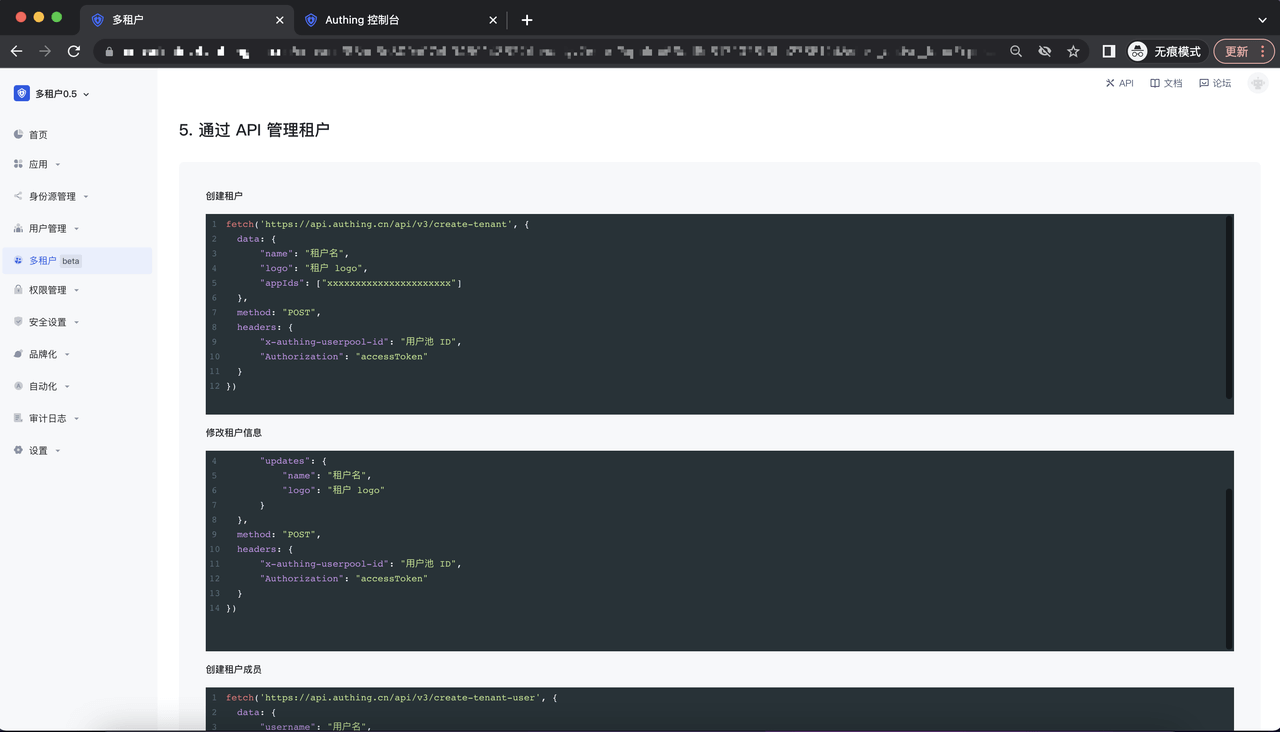 多租户
Authing 控制台
无痕模式
更新
多租户0.5
API
文档
论坛
首页
应用
身份源管理
用户管理
多租户 beta
权限管理
安全设置
品牌化
自动化
审计日志
设置
5. 通过 API 管理租户
创建租户
1 fetch('https://api.authing.cn/api/v3/create-tenant', {
2 data: {
3 "name": "租户名",
4 "logo": "租户 logo",
5 "appIds": ["xxxxxxxxxxxxxxxxxxxxxx"]
6 },
7 method: "POST",
8 headers: {
9 "x-authing-userpool-id": "用户池 ID",
10 "Authorization": "accessToken"
11 }
12 })
修改租户信息
4 "updates": {
5 "name": "租户名",
6 "logo": "租户 logo"
7 }
8 },
9 method: "POST",
10 headers: {
11 "x-authing-userpool-id": "用户池 ID",
12 "Authorization": "accessToken"
13 }
14 })
创建租户成员
1 fetch('https://api.authing.cn/api/v3/create-tenant-user', {
2 data: {
3 "username": "用户名",